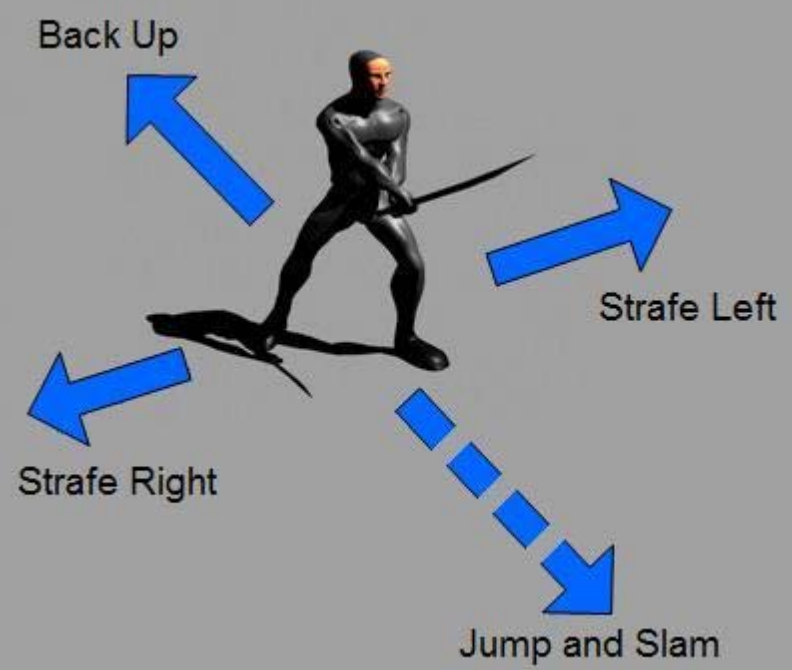 Back Up
Strafe Left
Strafe Right
Jump and Slam